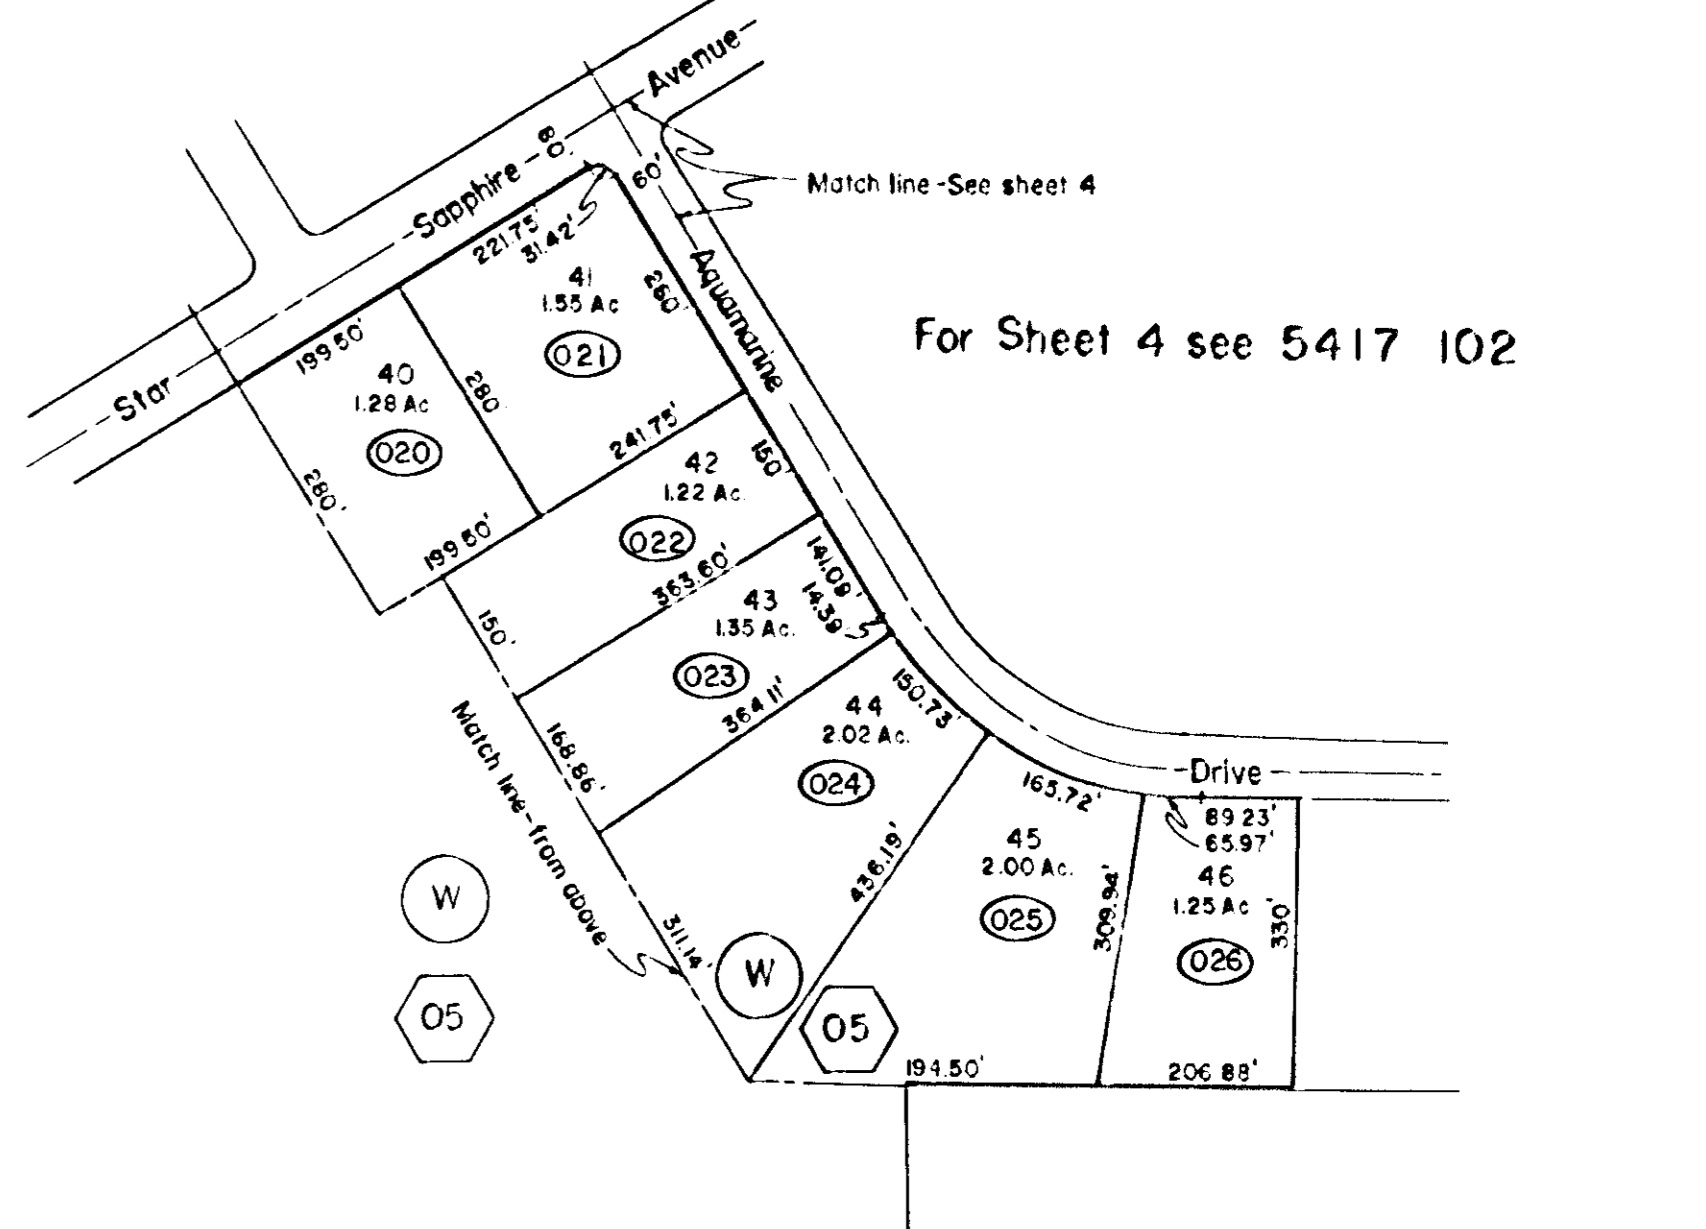 Star Sapphire Avenue
80'
60'
Match line-See sheet 4
221.75'
31.42'
41
1.55 Ac
021
260'
Aquamarine
For Sheet 4 see 5417 102
199.50'
40
1.28 Ac
020
280'
280'
241.75'
199.50'
42
1.22 Ac.
022
150'
363.60'
150'
43
1.35 Ac.
023
141.09'
14.39'
364.11'
168.86'
Match line-from above
44
2.02 Ac.
024
150.73'
436.19'
311.14'
Drive
165.72'
89.23'
65.97'
45
2.00 Ac.
025
309.94'
46
1.25 Ac
026
330'
W
05
W
05
194.50'
206.88'